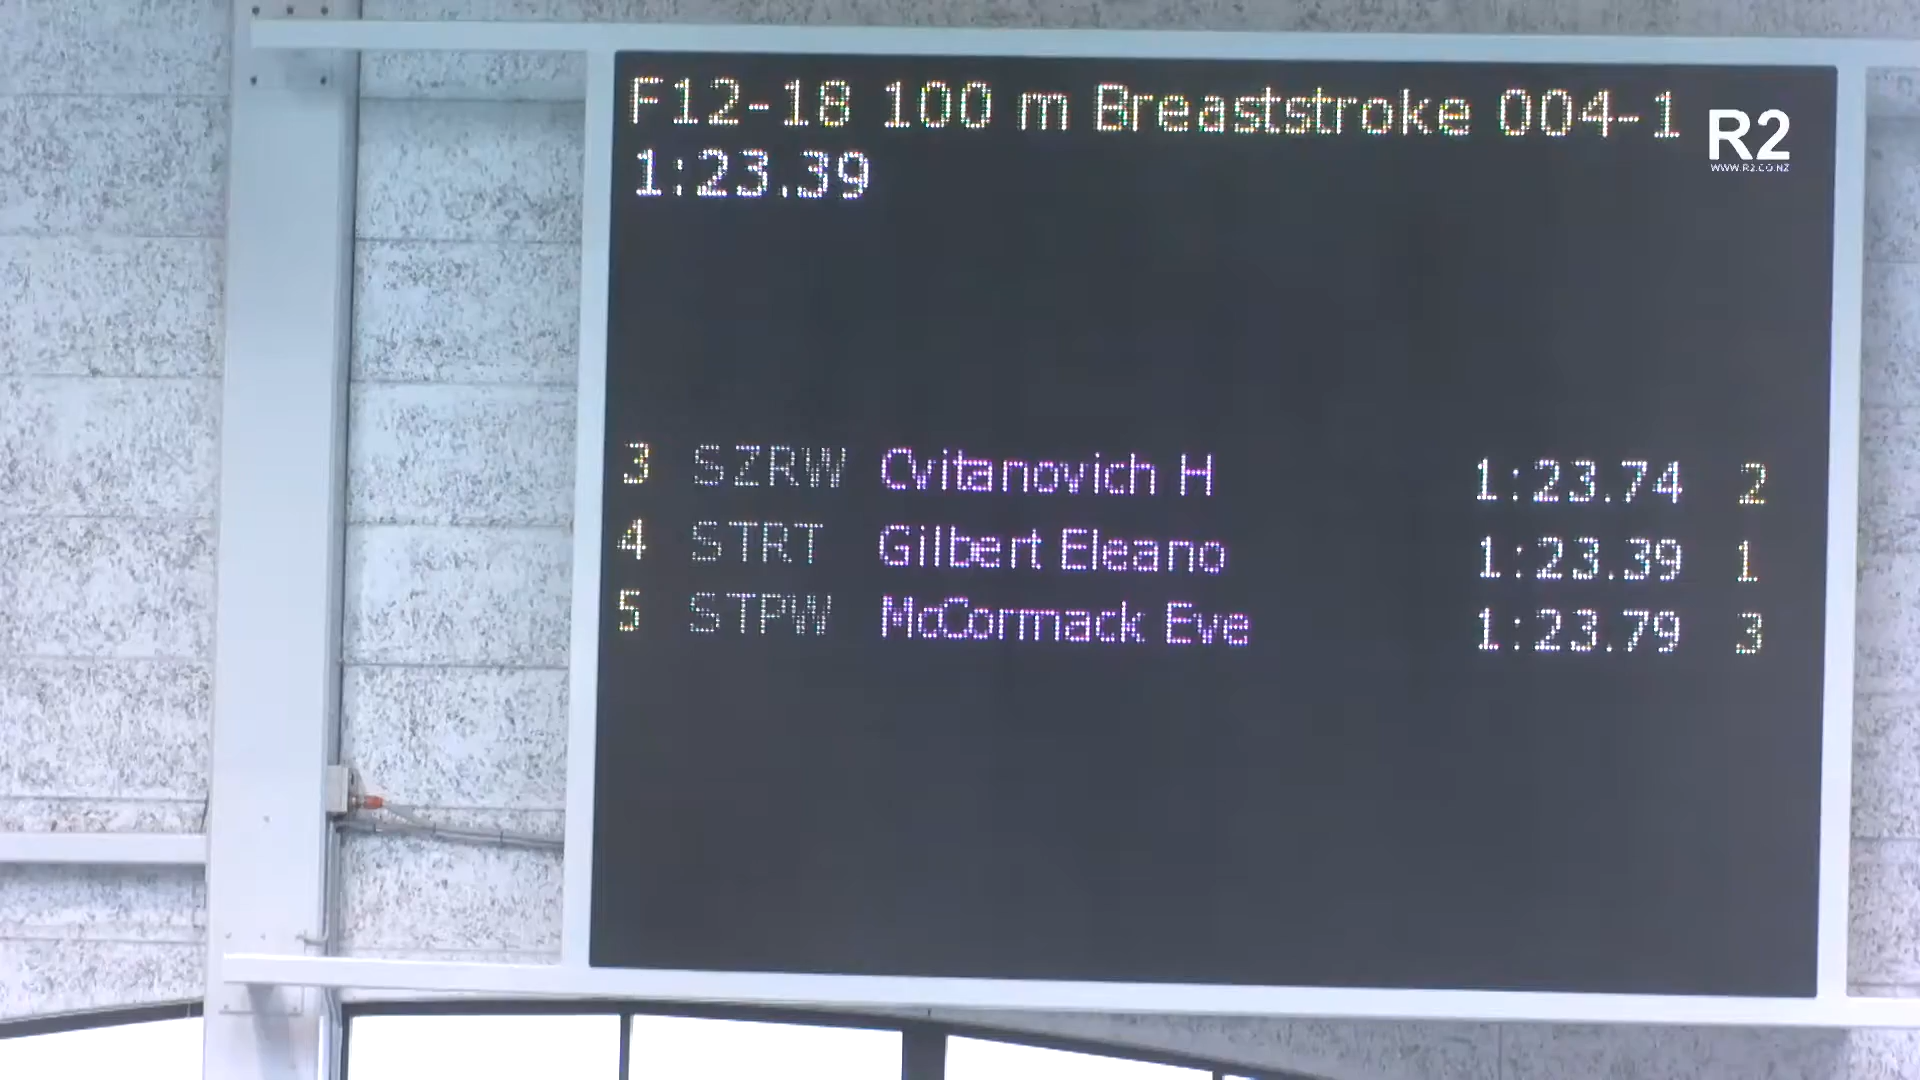 F12-18 100 m Breaststroke 004-1
1:23.39
R2
WWW.R2.CO.NZ
3 SZRW Cvitanovich H 1:23.74 2
4 STRT Gilbert Eleano 1:23.39 1
5 STPW McCormack Eve 1:23.79 3